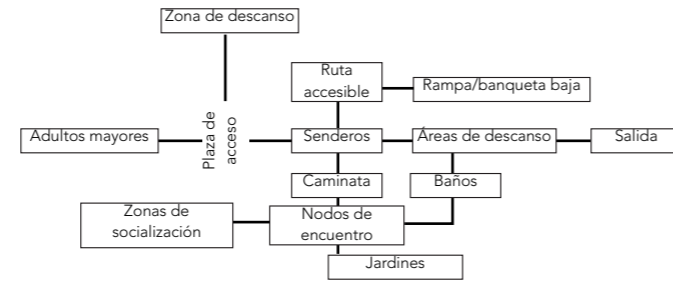 Zona de descanso
Ruta
accesible
Rampa/banqueta baja
Adultos mayores
Plaza de
acceso
Senderos
Áreas de descanso
Salida
Caminata
Baños
Zonas de
socialización
Nodos de
encuentro
Jardines